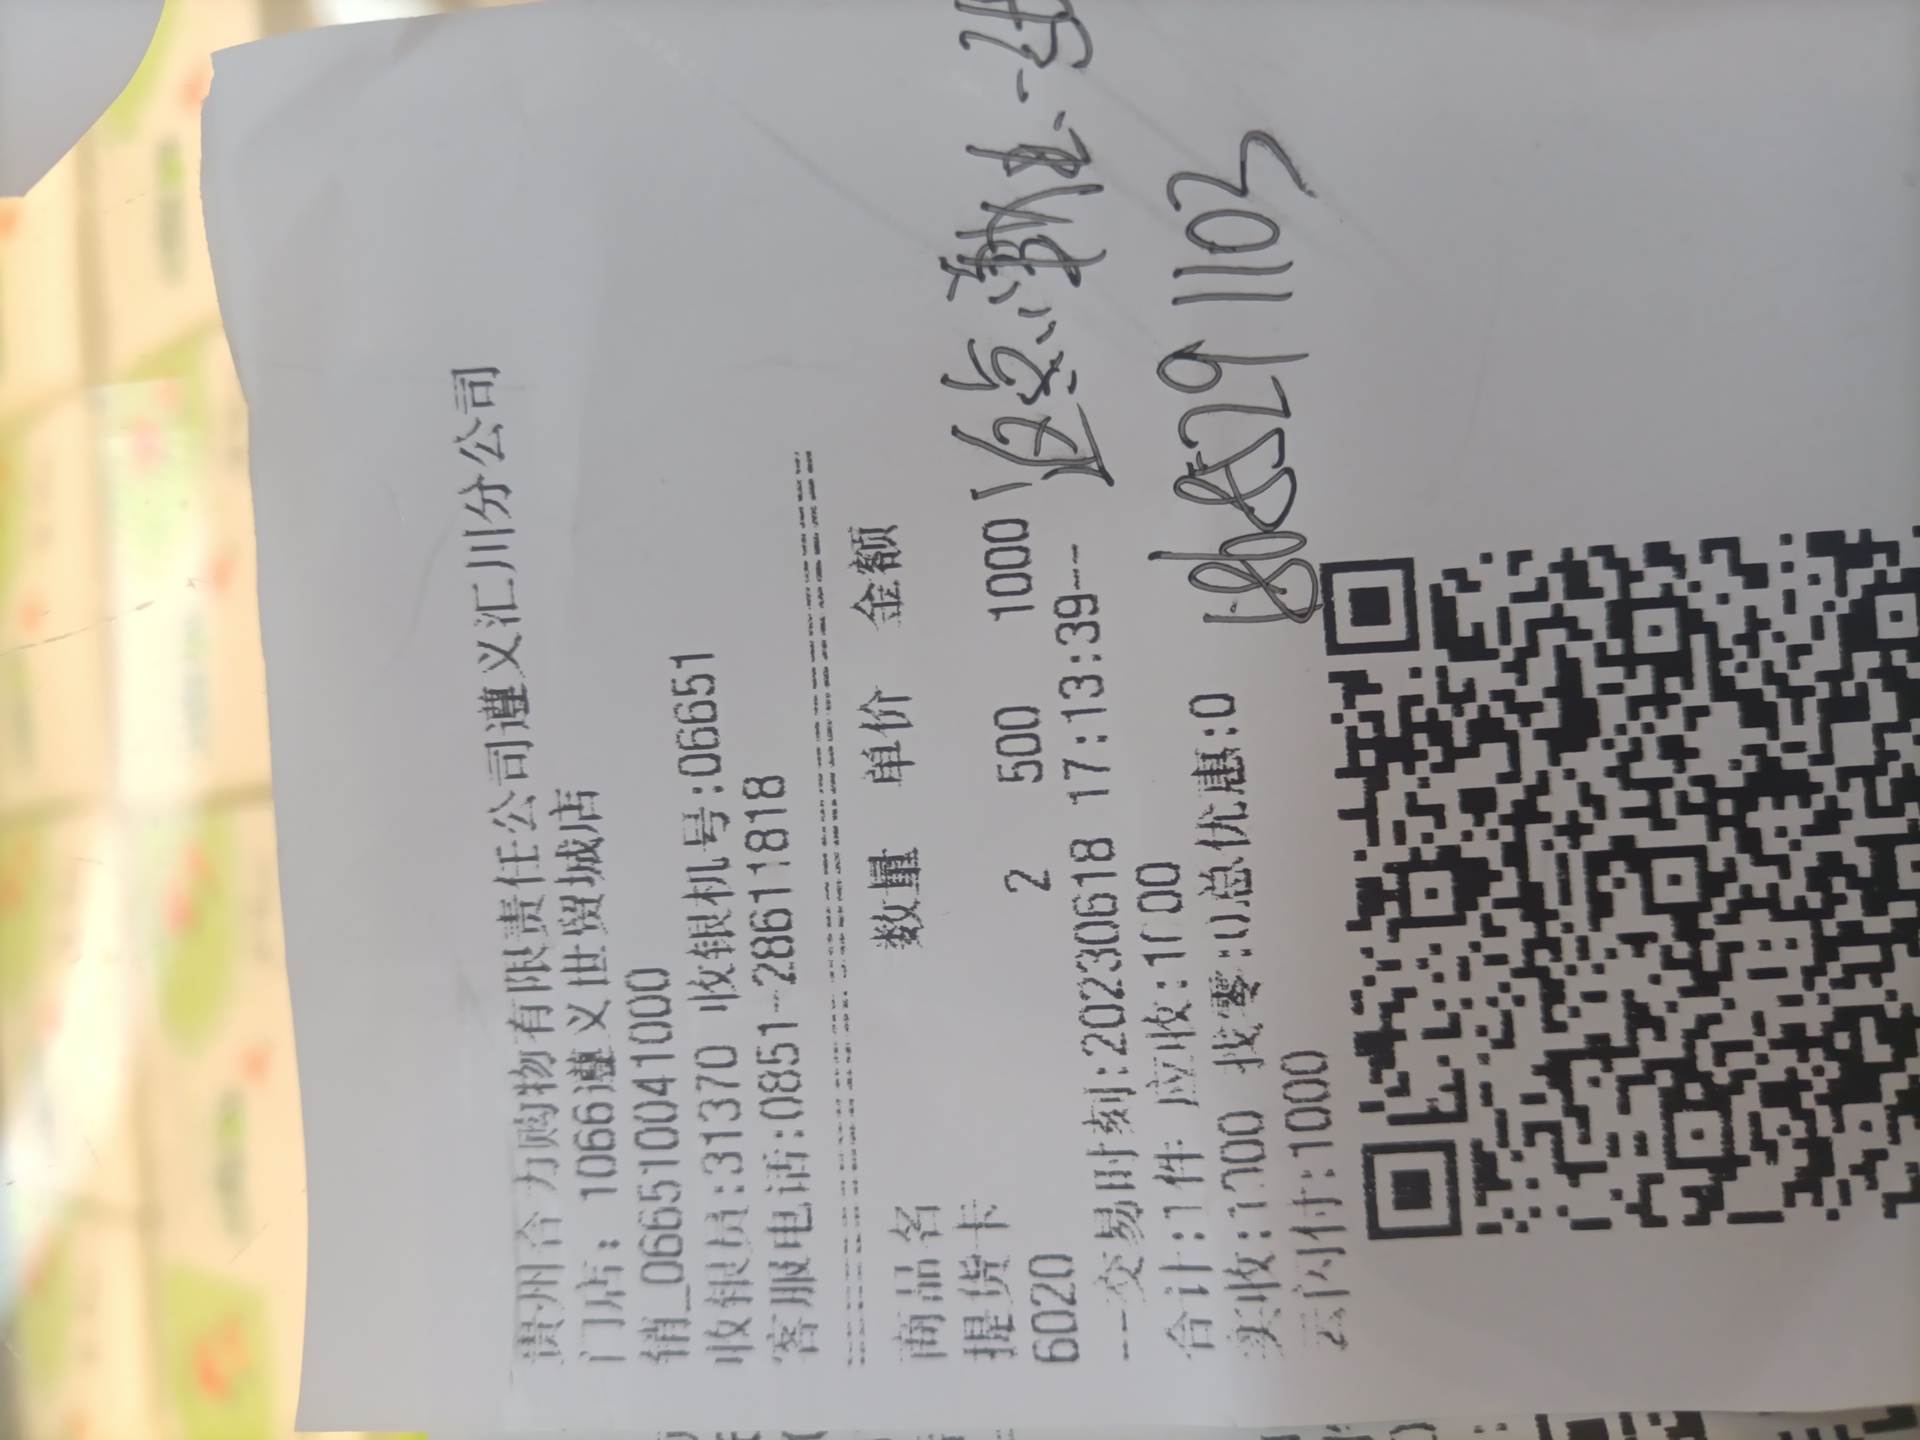 贵州合力购物有限责任公司遵义汇川分公司
门店：1066遵义世贸城店
销_066510041000
收银员:31370 收银机号:06651
客服电话:0851-28611818
商品名 数量 单价 金额
提货卡
6020 2 500 1000
---交易时刻:20230618 17:13:39--
合计:1件 应收:1000
实收:1000 找零:0总优惠:0
云闪付:1000
18688291103